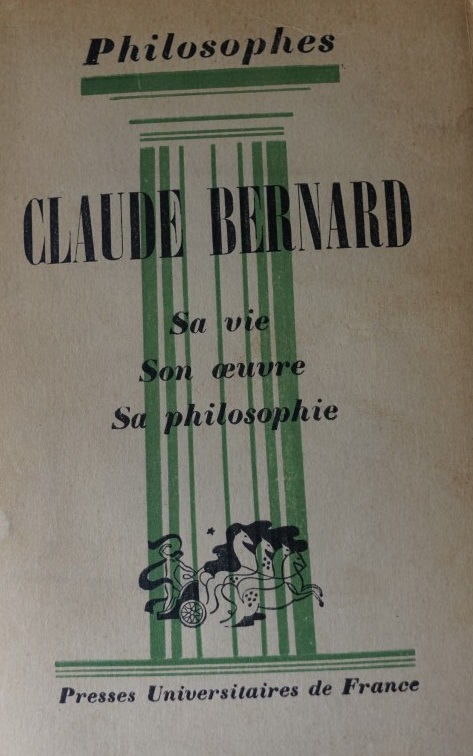 Philosophes
CLAUDE BERNARD
Sa vie
Son œuvre
Sa philosophie
Presses Universitaires de France